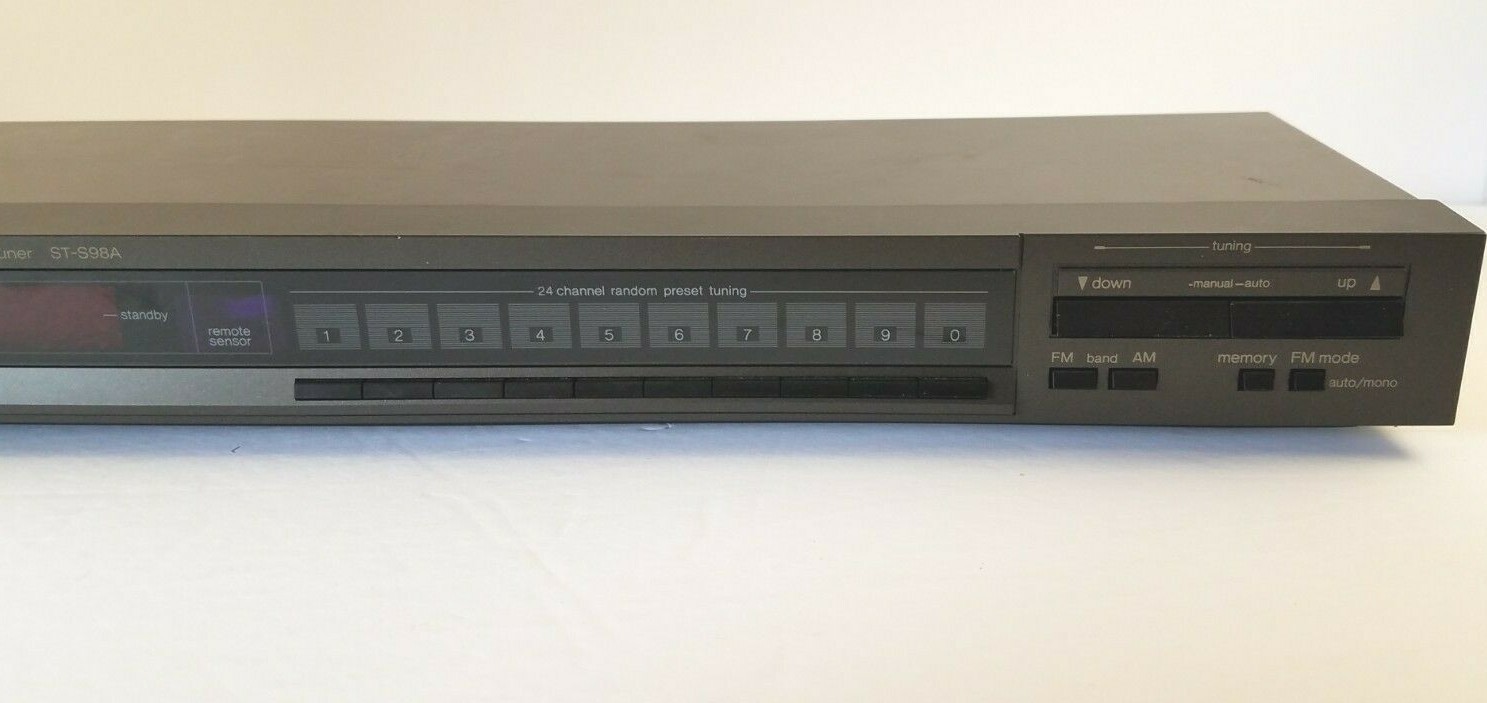 ST-S98A
standby
remote
sensor
24 channel random preset tuning
1 2 3 4 5 6 7 8 9 0
tuning
▼ down -manual-auto up ▲
FM band AM memory FM mode
auto/mono